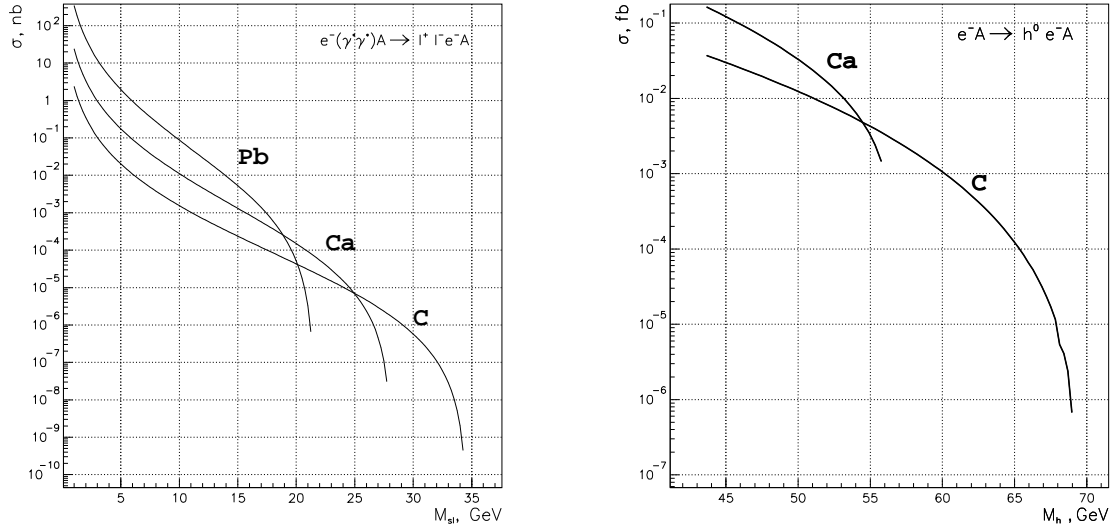 σ, nb
e⁻(γ*γ*)A → l⁺ l⁻e⁻A
10²
10
1
10⁻¹
10⁻²
10⁻³
10⁻⁴
10⁻⁵
10⁻⁶
10⁻⁷
10⁻⁸
10⁻⁹
10⁻¹⁰
Pb
Ca
C
5 10 15 20 25 30 35
M_sl, GeV
σ, fb
e⁻A → h⁰ e⁻A
10⁻¹
10⁻²
10⁻³
10⁻⁴
10⁻⁵
10⁻⁶
10⁻⁷
Ca
C
45 50 55 60 65 70
M_h , GeV